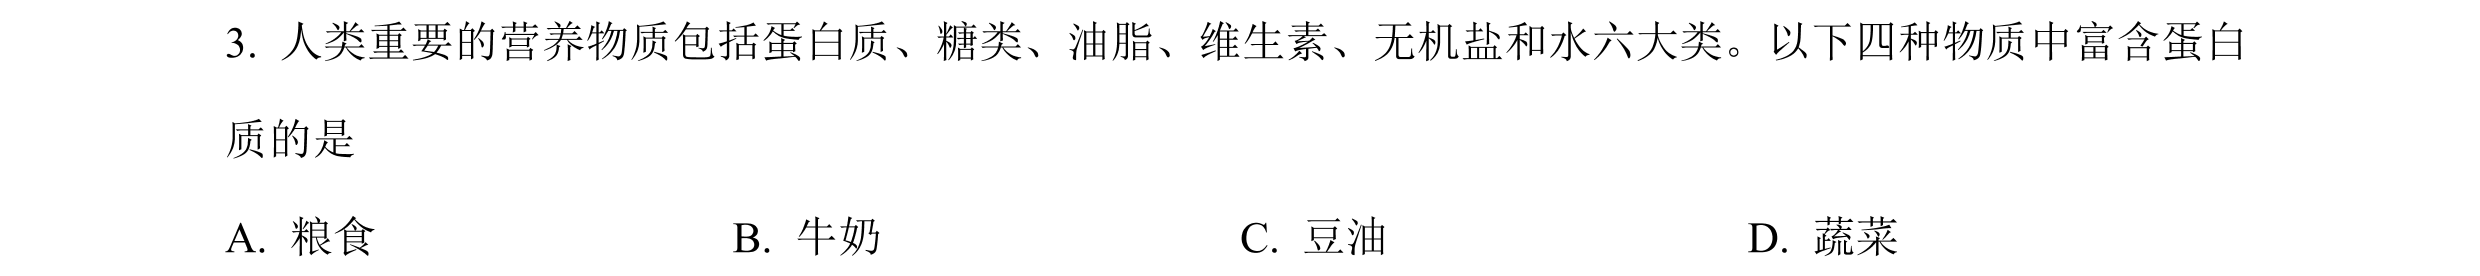 3. 人类重要的营养物质包括蛋白质、糖类、油脂、维生素、无机盐和水六大类。以下四种物质中富含蛋白
质的是
A. 粮食 B. 牛奶 C. 豆油 D. 蔬菜